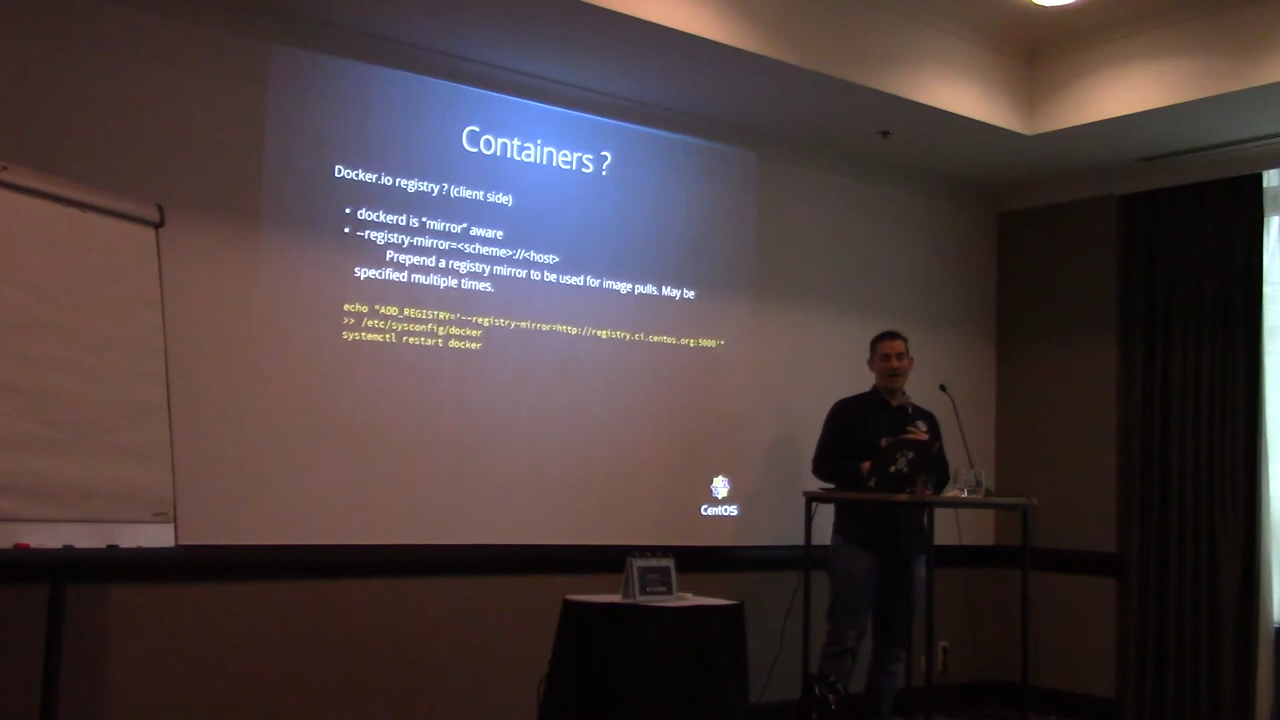 Containers ?
Docker.io registry ? (client side)
• dockerd is “mirror” aware
• --registry-mirror=<scheme>://<host>
Prepend a registry mirror to be used for image pulls. May be
specified multiple times.
echo "ADD_REGISTRY='--registry-mirror=http://registry.ci.centos.org:5000'"
>> /etc/sysconfig/docker
systemctl restart docker
CentOS